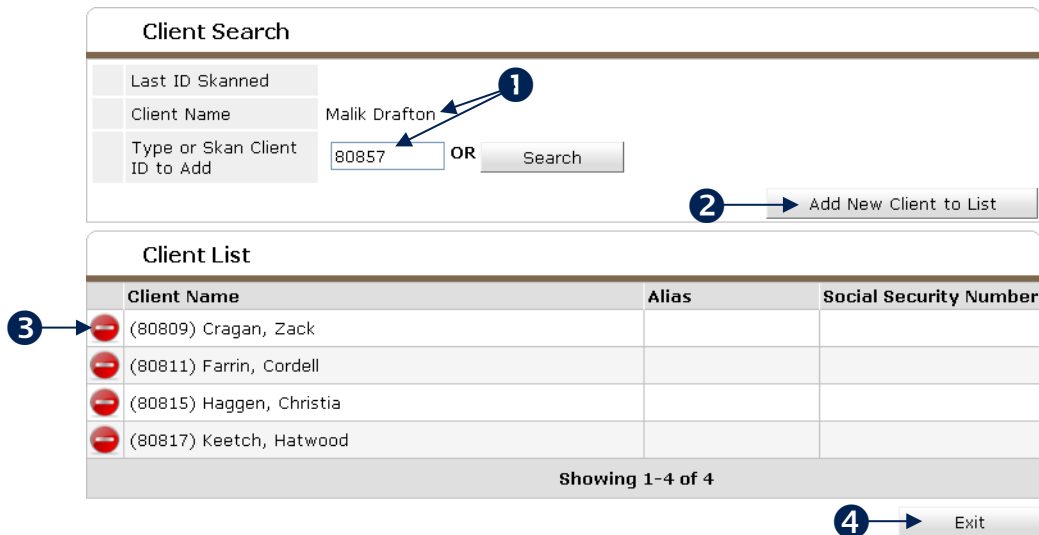 Client Search
Last ID Skanned
1
Client Name Malik Drafton
Type or Skan Client
ID to Add
80857 OR Search
2 Add New Client to List
Client List
Client Name Alias Social Security Number
3 (80809) Cragan, Zack
(80811) Farrin, Cordell
(80815) Haggen, Christia
(80817) Keetch, Hatwood
Showing 1-4 of 4
4 Exit